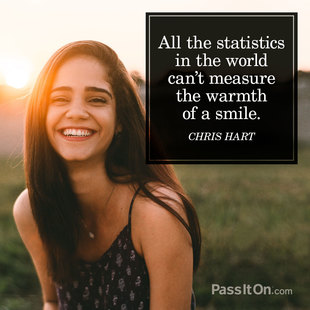 All the statistics
in the world
can't measure
the warmth
of a smile.
CHRIS HART
PassItOn.com